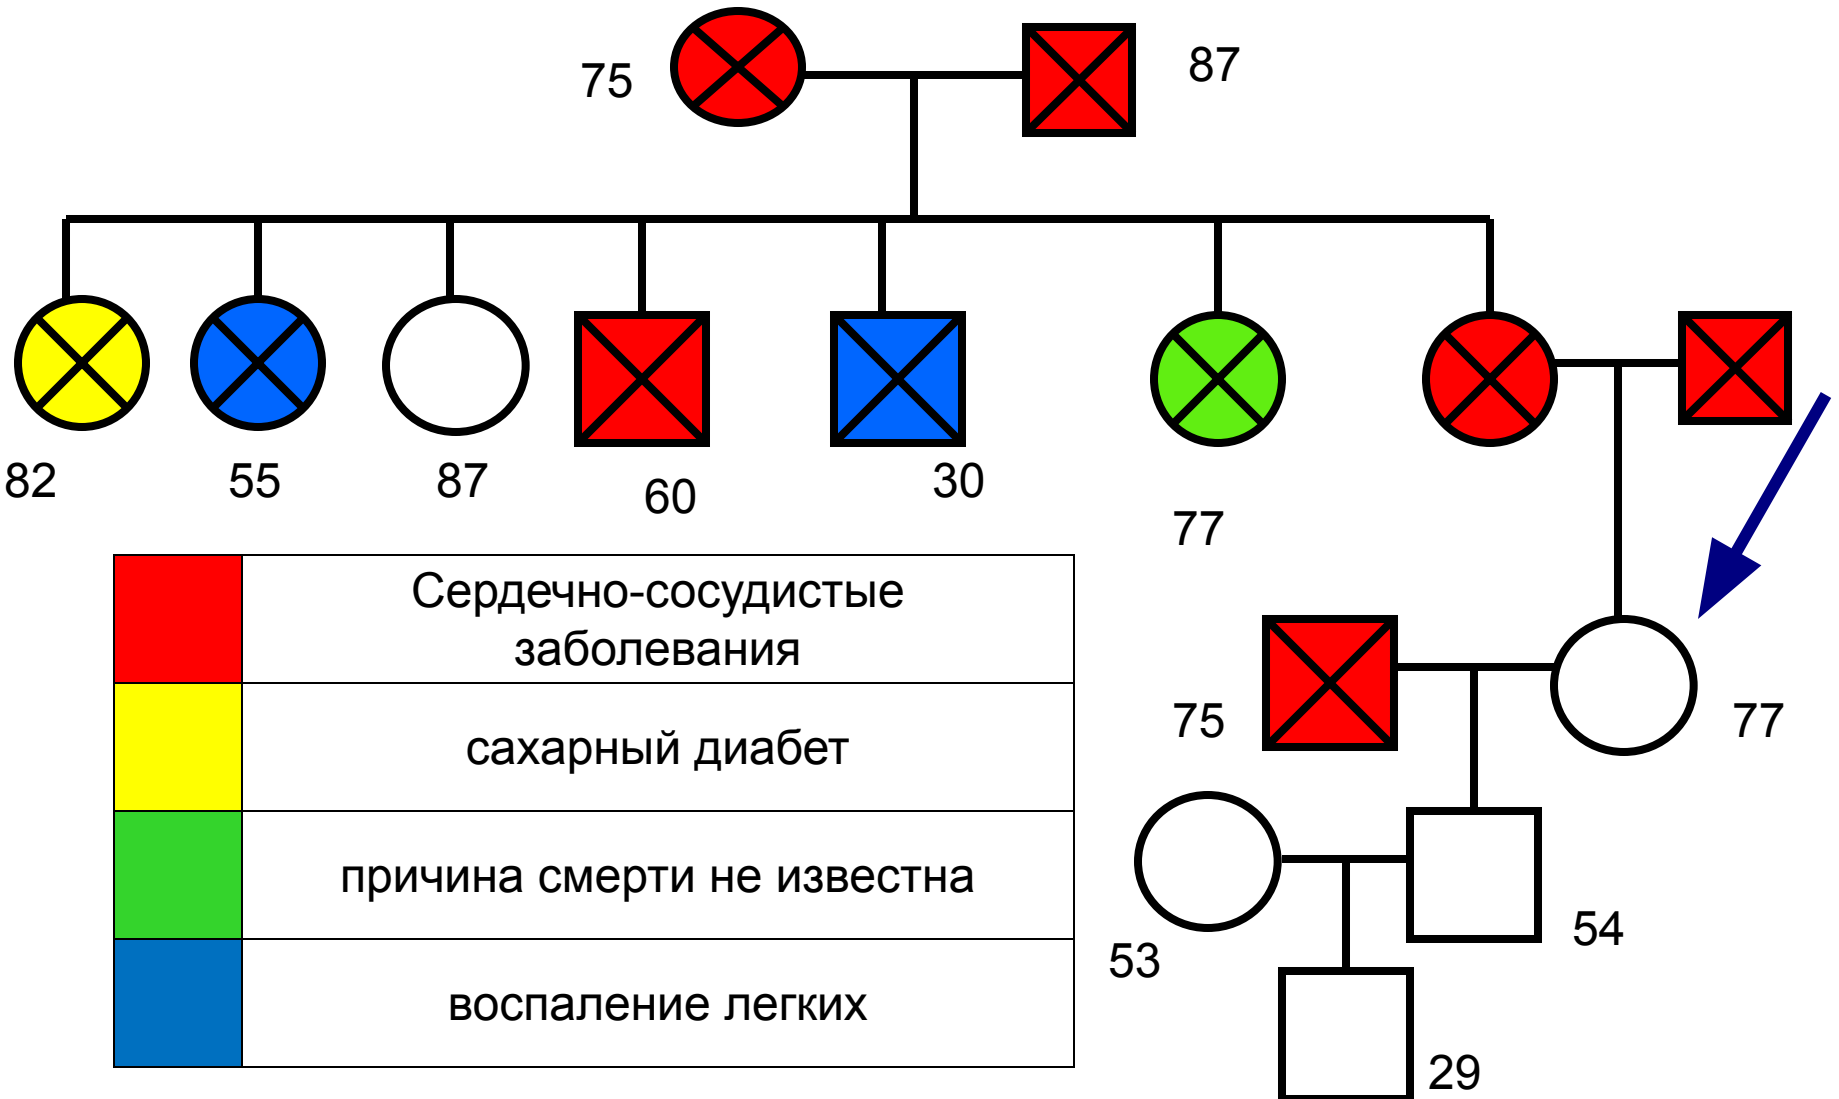 75
87
82
55
87
60
30
77
Сердечно-сосудистые
заболевания
сахарный диабет
причина смерти не известна
воспаление легких
75
77
53
54
29